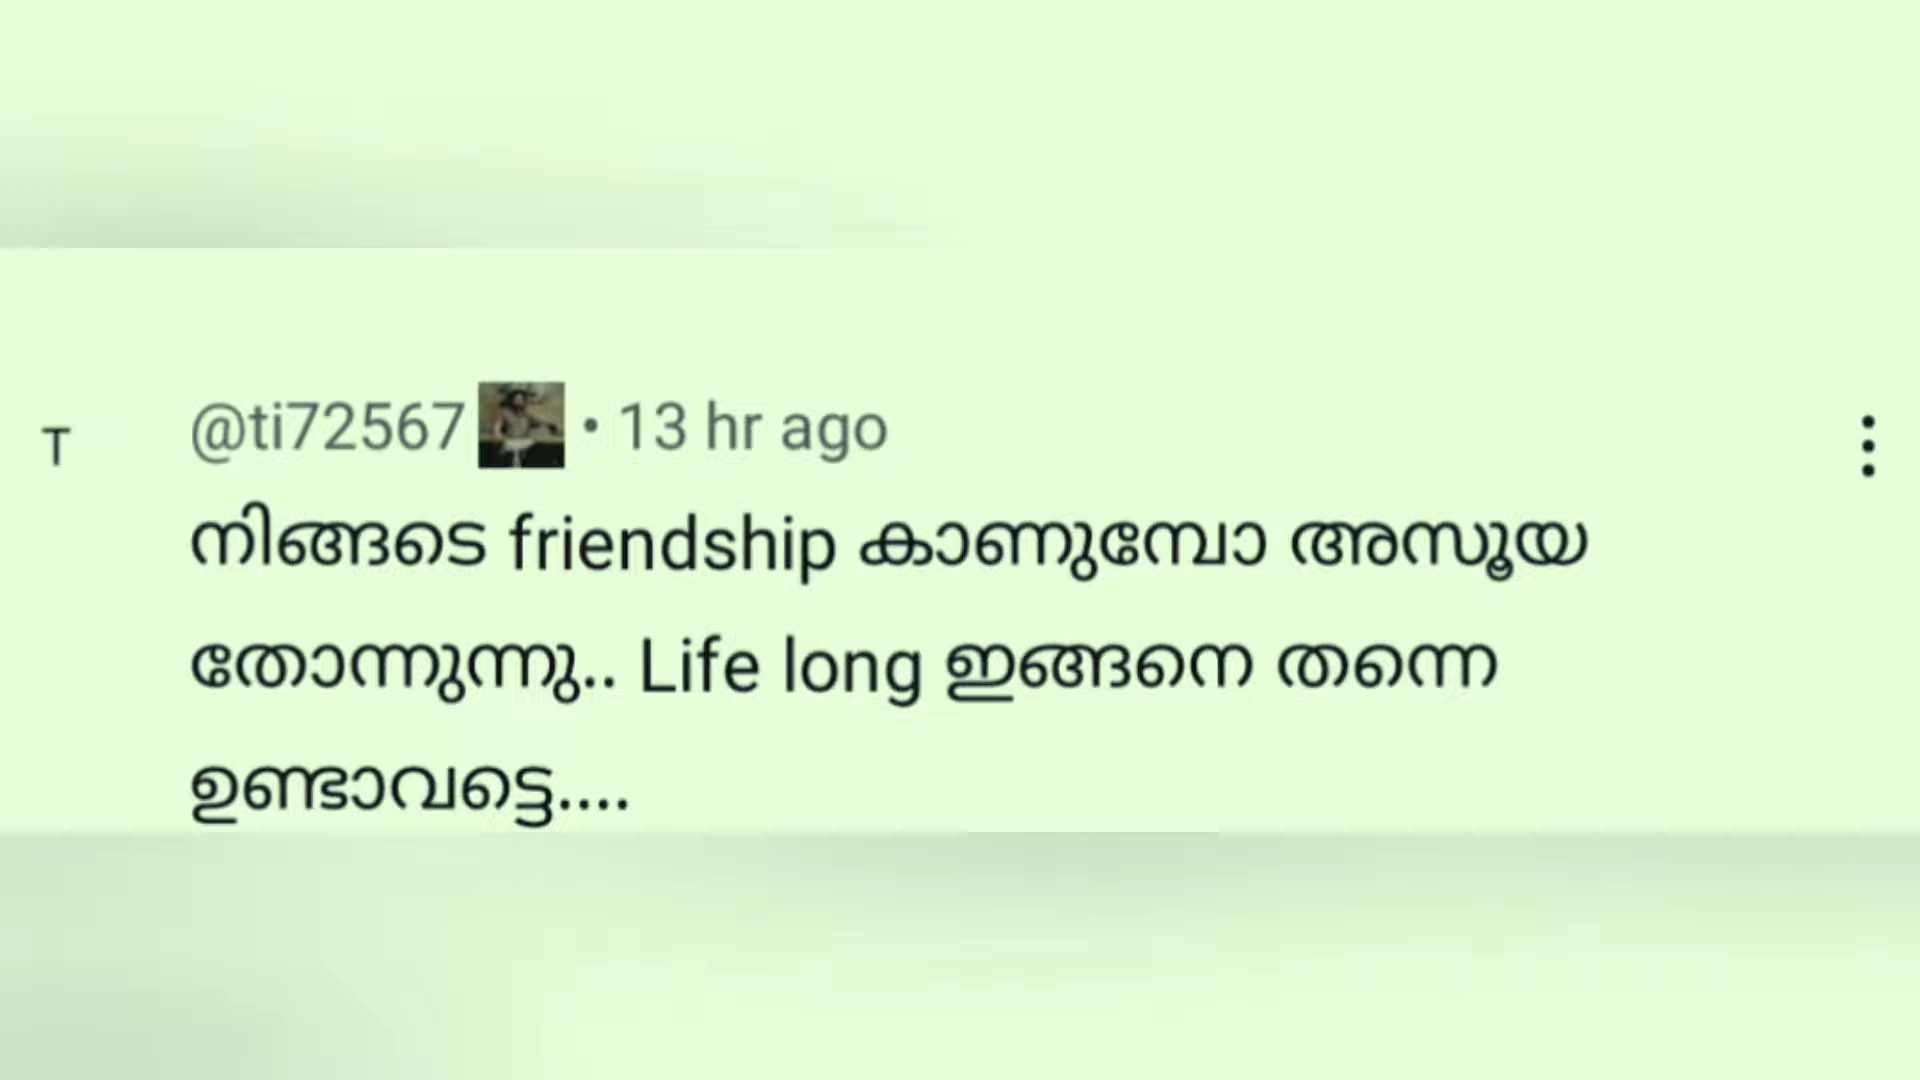 T
@ti72567 • 13 hr ago
നിങ്ങടെ friendship കാണുമ്പോ അസൂയ
തോന്നുന്നു.. Life long ഇങ്ങനെ തന്നെ
ഉണ്ടാവട്ടെ....